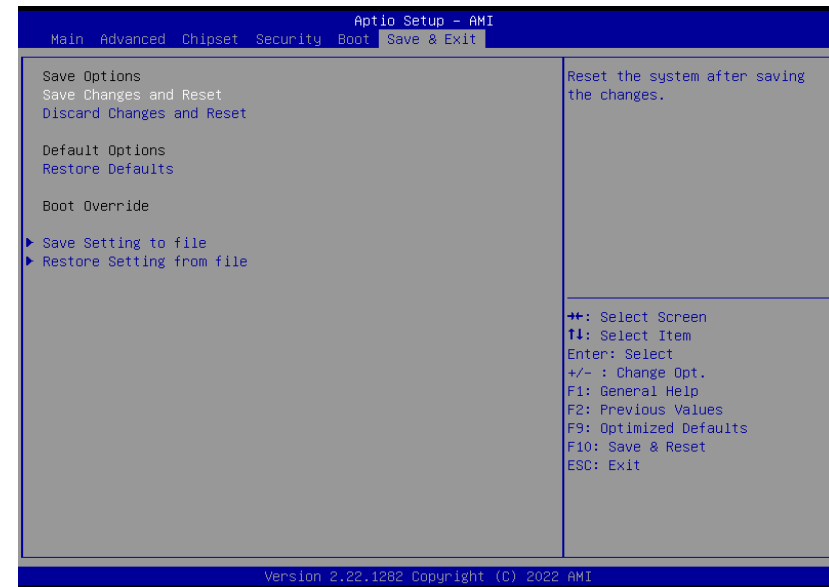 Aptio Setup – AMI
Main Advanced Chipset Security Boot Save & Exit
Save Options
Save Changes and Reset
Discard Changes and Reset
Default Options
Restore Defaults
Boot Override
▶ Save Setting to file
▶ Restore Setting from file
Reset the system after saving
the changes.
→←: Select Screen
↑↓: Select Item
Enter: Select
+/- : Change Opt.
F1: General Help
F2: Previous Values
F9: Optimized Defaults
F10: Save & Reset
ESC: Exit
Version 2.22.1282 Copyright (C) 2022 AMI